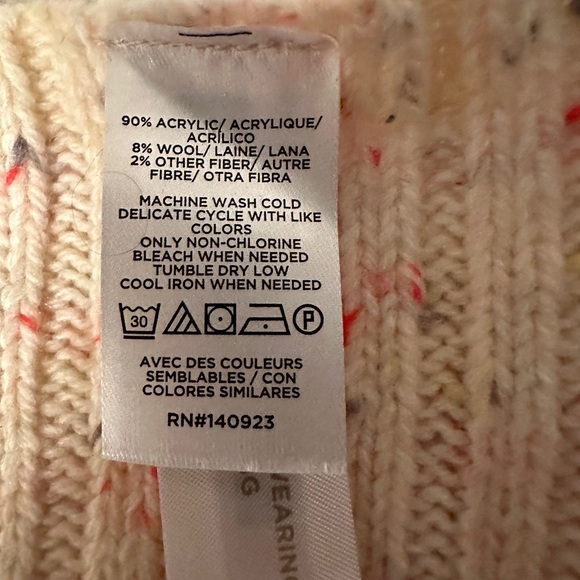 90% ACRYLIC/ ACRYLIQUE/
ACRÍLICO
8% WOOL/ LAINE/ LANA
2% OTHER FIBER/ AUTRE
FIBRE/ OTRA FIBRA
MACHINE WASH COLD
DELICATE CYCLE WITH LIKE
COLORS
ONLY NON-CHLORINE
BLEACH WHEN NEEDED
TUMBLE DRY LOW
COOL IRON WHEN NEEDED
30 P
AVEC DES COULEURS
SEMBLABLES / CON
COLORES SIMILARES
RN#140923
WEARING
G